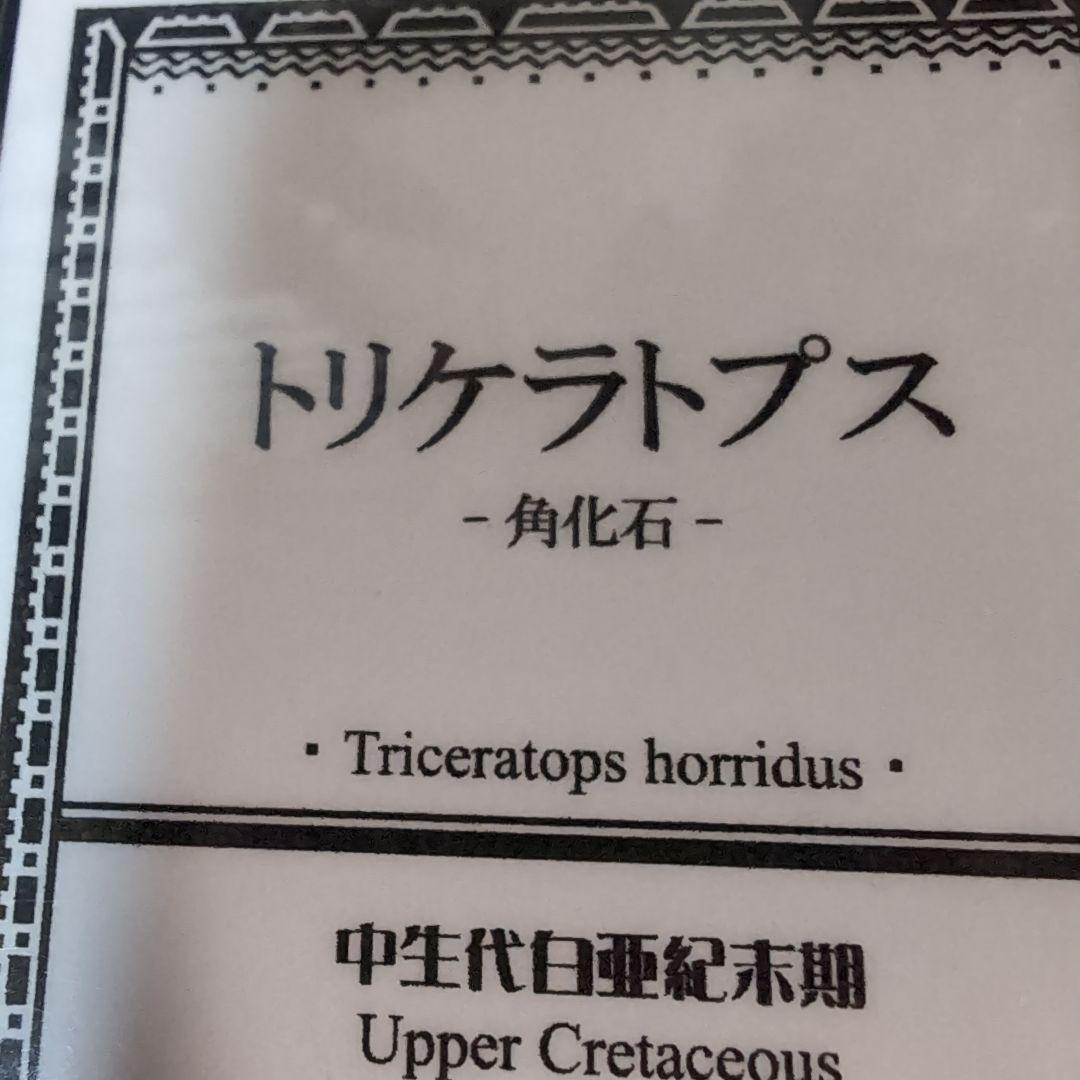 トリケラトプス
- 角化石 -
・Triceratops horridus・
中生代白亜紀末期
Upper Cretaceous